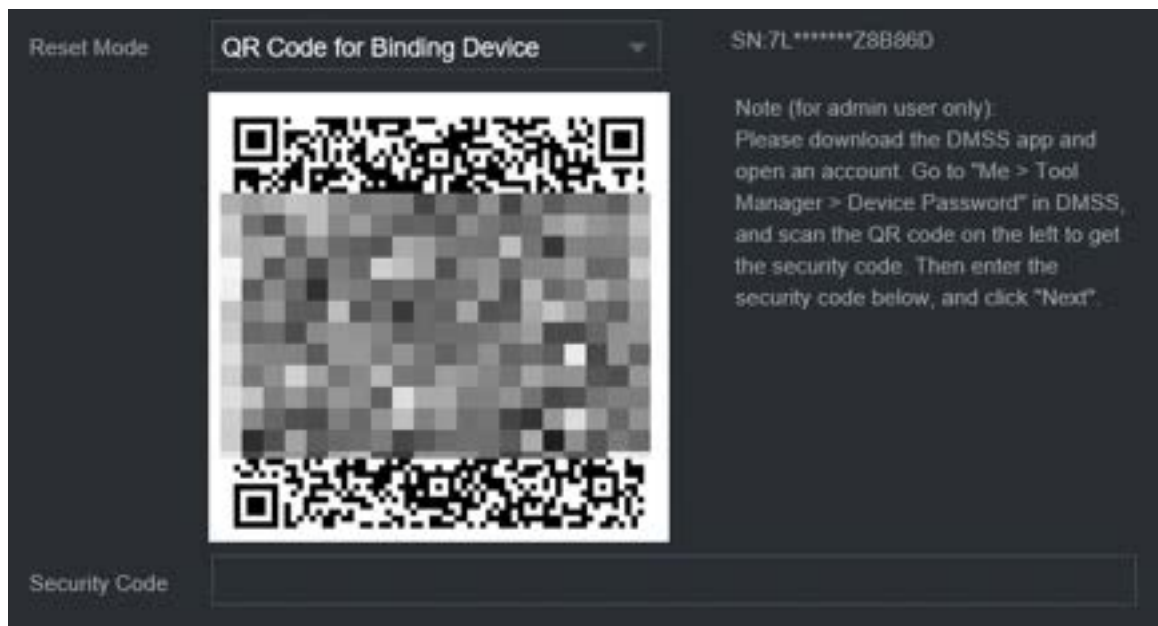 Reset Mode
QR Code for Binding Device
SN:7L*******Z8B86D
Note (for admin user only):
Please download the DMSS app and
open an account. Go to "Me > Tool
Manager > Device Password" in DMSS,
and scan the QR code on the left to get
the security code. Then enter the
security code below, and click "Next".
Security Code